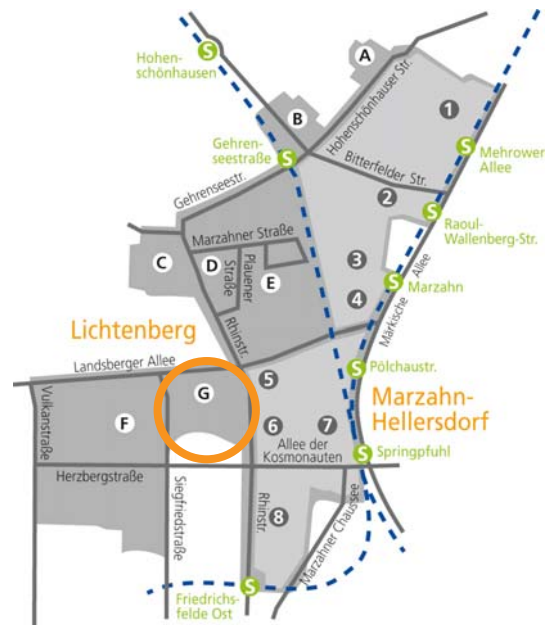 Hohen-
schönhausen
A
Hohenschönhauser Str.
1
B
Mehrower
Allee
Gehren-
seestraße
Bitterfelder Str.
2
Gehrenseestr.
Raoul-
Wallenberg-Str.
Marzahner Straße
C
D
Plauener
Straße
E
3
4
Marzahn
Märkische Allee
Rhinstr.
Lichtenberg
Landsberger Allee
Pölchaustr.
G
5
Marzahn-
Hellersdorf
Vulkanstraße
F
6
7
Allee der
Kosmonauten
Springpfuhl
Herzbergstraße
Siegfriedstraße
Rhinstr.
8
Marzahner Chaussee
Friedrichs-
felde Ost
S
S
S
S
S
S
S
S